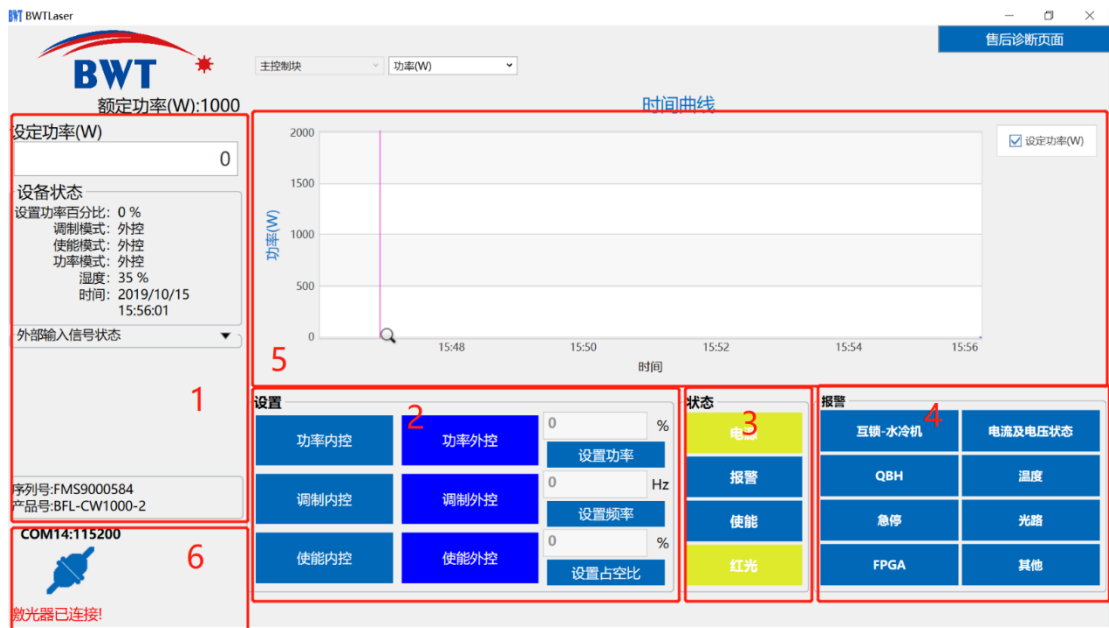 BWT BWTLaser
售后诊断页面
BWT
主控制块 功率(W)
额定功率(W):1000
时间曲线
设定功率(W)
0
设备状态
设置功率百分比: 0 %
调制模式: 外控
使能模式: 外控
功率模式: 外控
湿度: 35 %
时间: 2019/10/15
15:56:01
外部输入信号状态
1
序列号:FMS9000584
产品号:BFL-CW1000-2
功率(W)
2000
1500
1000
500
0
15:48 15:50 15:52 15:54 15:56
时间
5
设定功率(W)
设置
2
功率内控 功率外控 0 %
设置功率
调制内控 调制外控 0 Hz
设置频率
使能内控 使能外控 0 %
设置占空比
状态
3
电源
报警
使能
红光
报警
4
互锁-水冷机 电流及电压状态
QBH 温度
急停 光路
FPGA 其他
COM14:115200
6
激光器已连接!